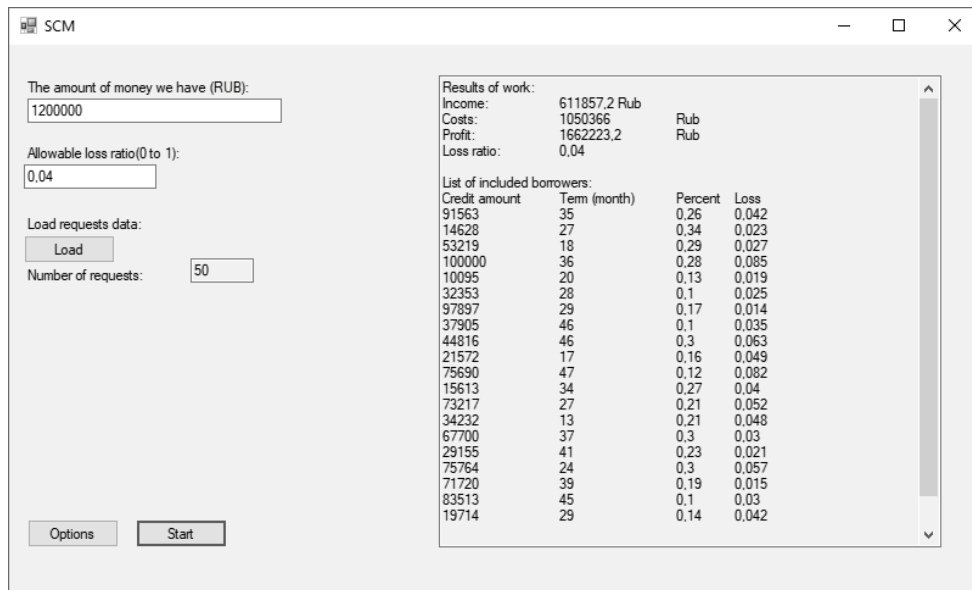 SCM
The amount of money we have (RUB):
1200000
Allowable loss ratio(0 to 1):
0,04
Load requests data:
Load
Number of requests: 50
Options Start
Results of work:
Income: 611857,2 Rub
Costs: 1050366 Rub
Profit: 1662223,2 Rub
Loss ratio: 0,04
List of included borrowers:
Credit amount Term (month) Percent Loss
91563 35 0,26 0,042
14628 27 0,34 0,023
53219 18 0,29 0,027
100000 36 0,28 0,085
10095 20 0,13 0,019
32353 28 0,1 0,025
97897 29 0,17 0,014
37905 46 0,1 0,035
44816 46 0,3 0,063
21572 17 0,16 0,049
75690 47 0,12 0,082
15613 34 0,27 0,04
73217 27 0,21 0,052
34232 13 0,21 0,048
67700 37 0,3 0,03
29155 41 0,23 0,021
75764 24 0,3 0,057
71720 39 0,19 0,015
83513 45 0,1 0,03
19714 29 0,14 0,042